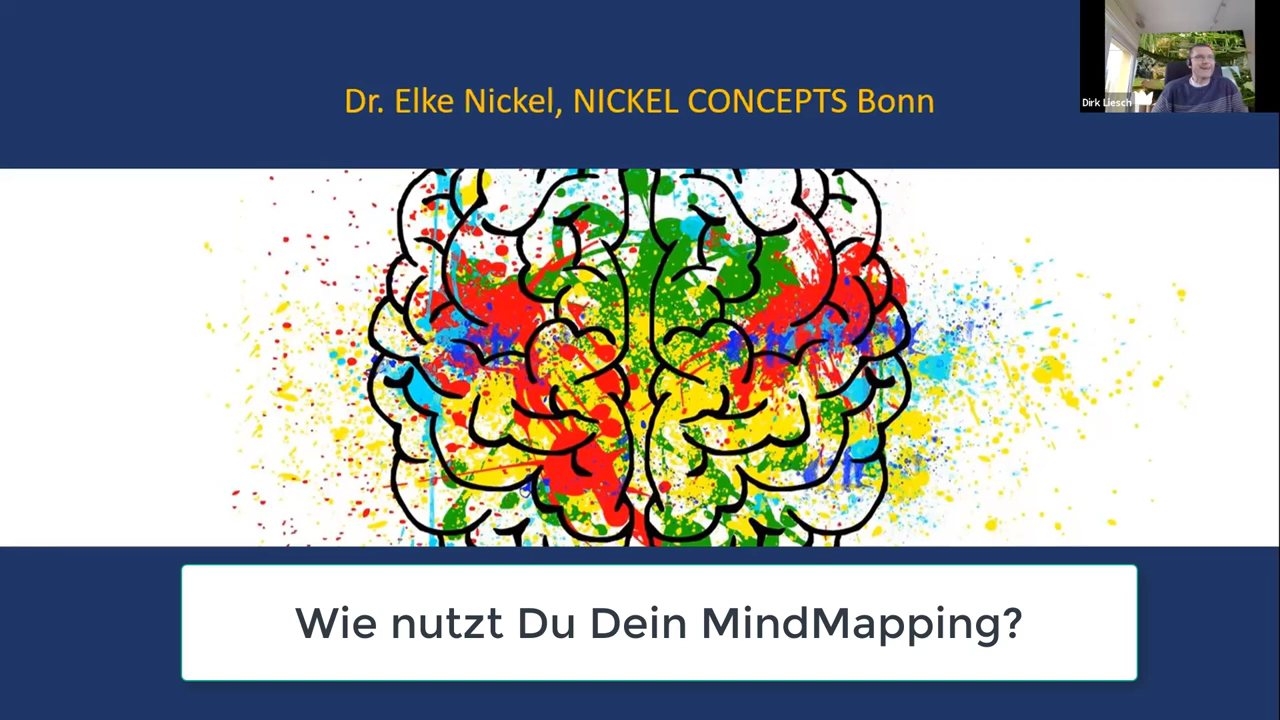 Dr. Elke Nickel, NICKEL CONCEPTS Bonn
Dirk Liesch
Wie nutzt Du Dein MindMapping?